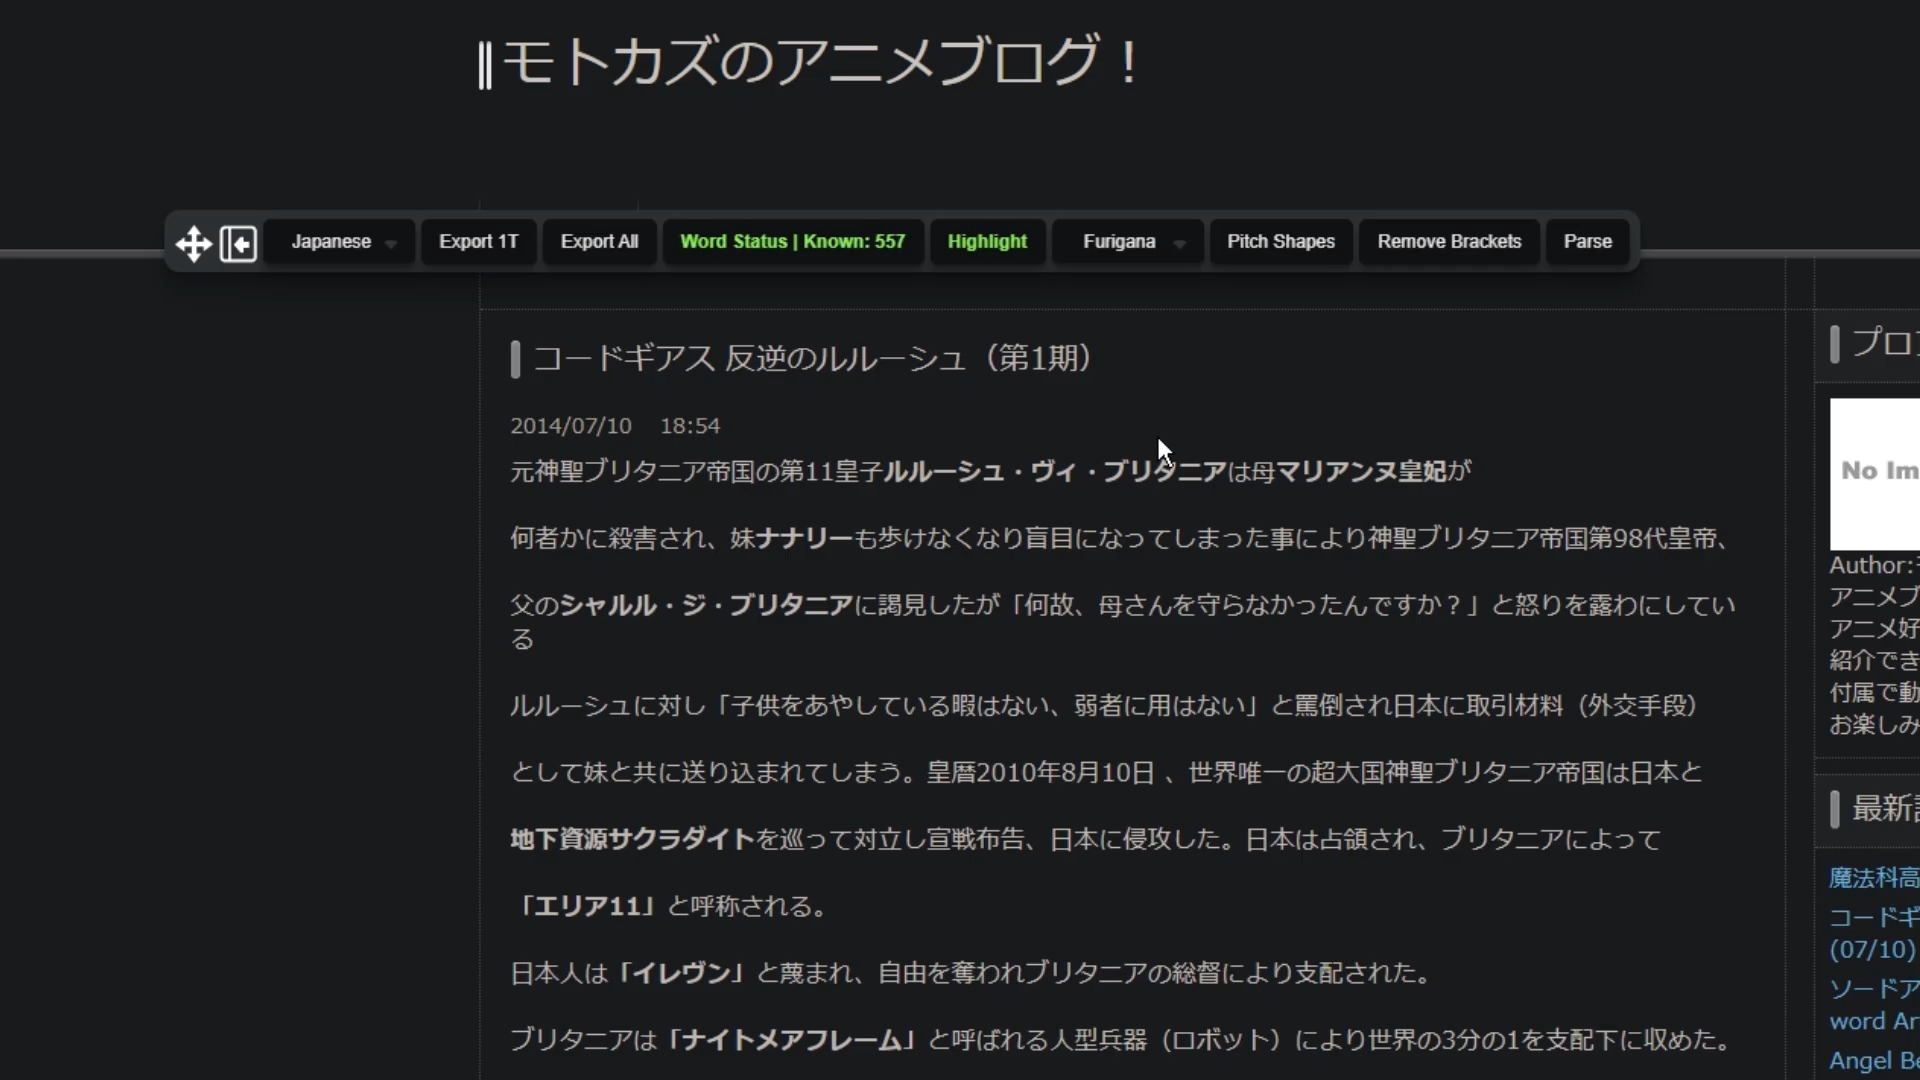 モトカズのアニメブログ！
Japanese Export 1T Export All Word Status | Known: 557 Highlight Furigana Pitch Shapes Remove Brackets Parse
コードギアス 反逆のルルーシュ（第1期）
2014/07/10 18:54
元神聖ブリタニア帝国の第11皇子ルルーシュ・ヴィ・ブリタニアは母マリアンヌ皇妃が
何者かに殺害され、妹ナナリーも歩けなくなり盲目になってしまった事により神聖ブリタニア帝国第98代皇帝、
父のシャルル・ジ・ブリタニアに謁見したが「何故、母さんを守らなかったんですか？」と怒りを露わにしてい
る
ルルーシュに対し「子供をあやしている暇はない、弱者に用はない」と罵倒され日本に取引材料（外交手段）
として妹と共に送り込まれてしまう。皇暦2010年8月10日 、世界唯一の超大国神聖ブリタニア帝国は日本と
地下資源サクラダイトを巡って対立し宣戦布告、日本に侵攻した。日本は占領され、ブリタニアによって
「エリア11」と呼称される。
日本人は「イレヴン」と蔑まれ、自由を奪われブリタニアの総督により支配された。
ブリタニアは「ナイトメアフレーム」と呼ばれる人型兵器（ロボット）により世界の3分の1を支配下に収めた。
プロ
No Im
Author:
アニメブ
アニメ好
紹介でき
付属で動
お楽しみ
最新
魔法科高
コードギ
(07/10)
ソードア
word Ar
Angel Be